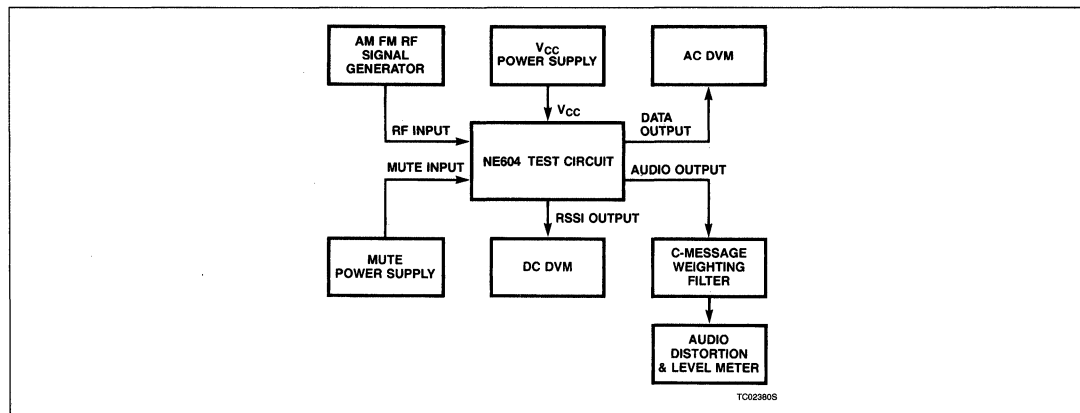 AM FM RF
SIGNAL
GENERATOR
VCC
POWER SUPPLY
AC DVM
VCC
DATA
OUTPUT
RF INPUT
MUTE INPUT
NE604 TEST CIRCUIT
AUDIO OUTPUT
RSSI OUTPUT
MUTE
POWER SUPPLY
DC DVM
C-MESSAGE
WEIGHTING
FILTER
AUDIO
DISTORTION
& LEVEL METER
TC02380S